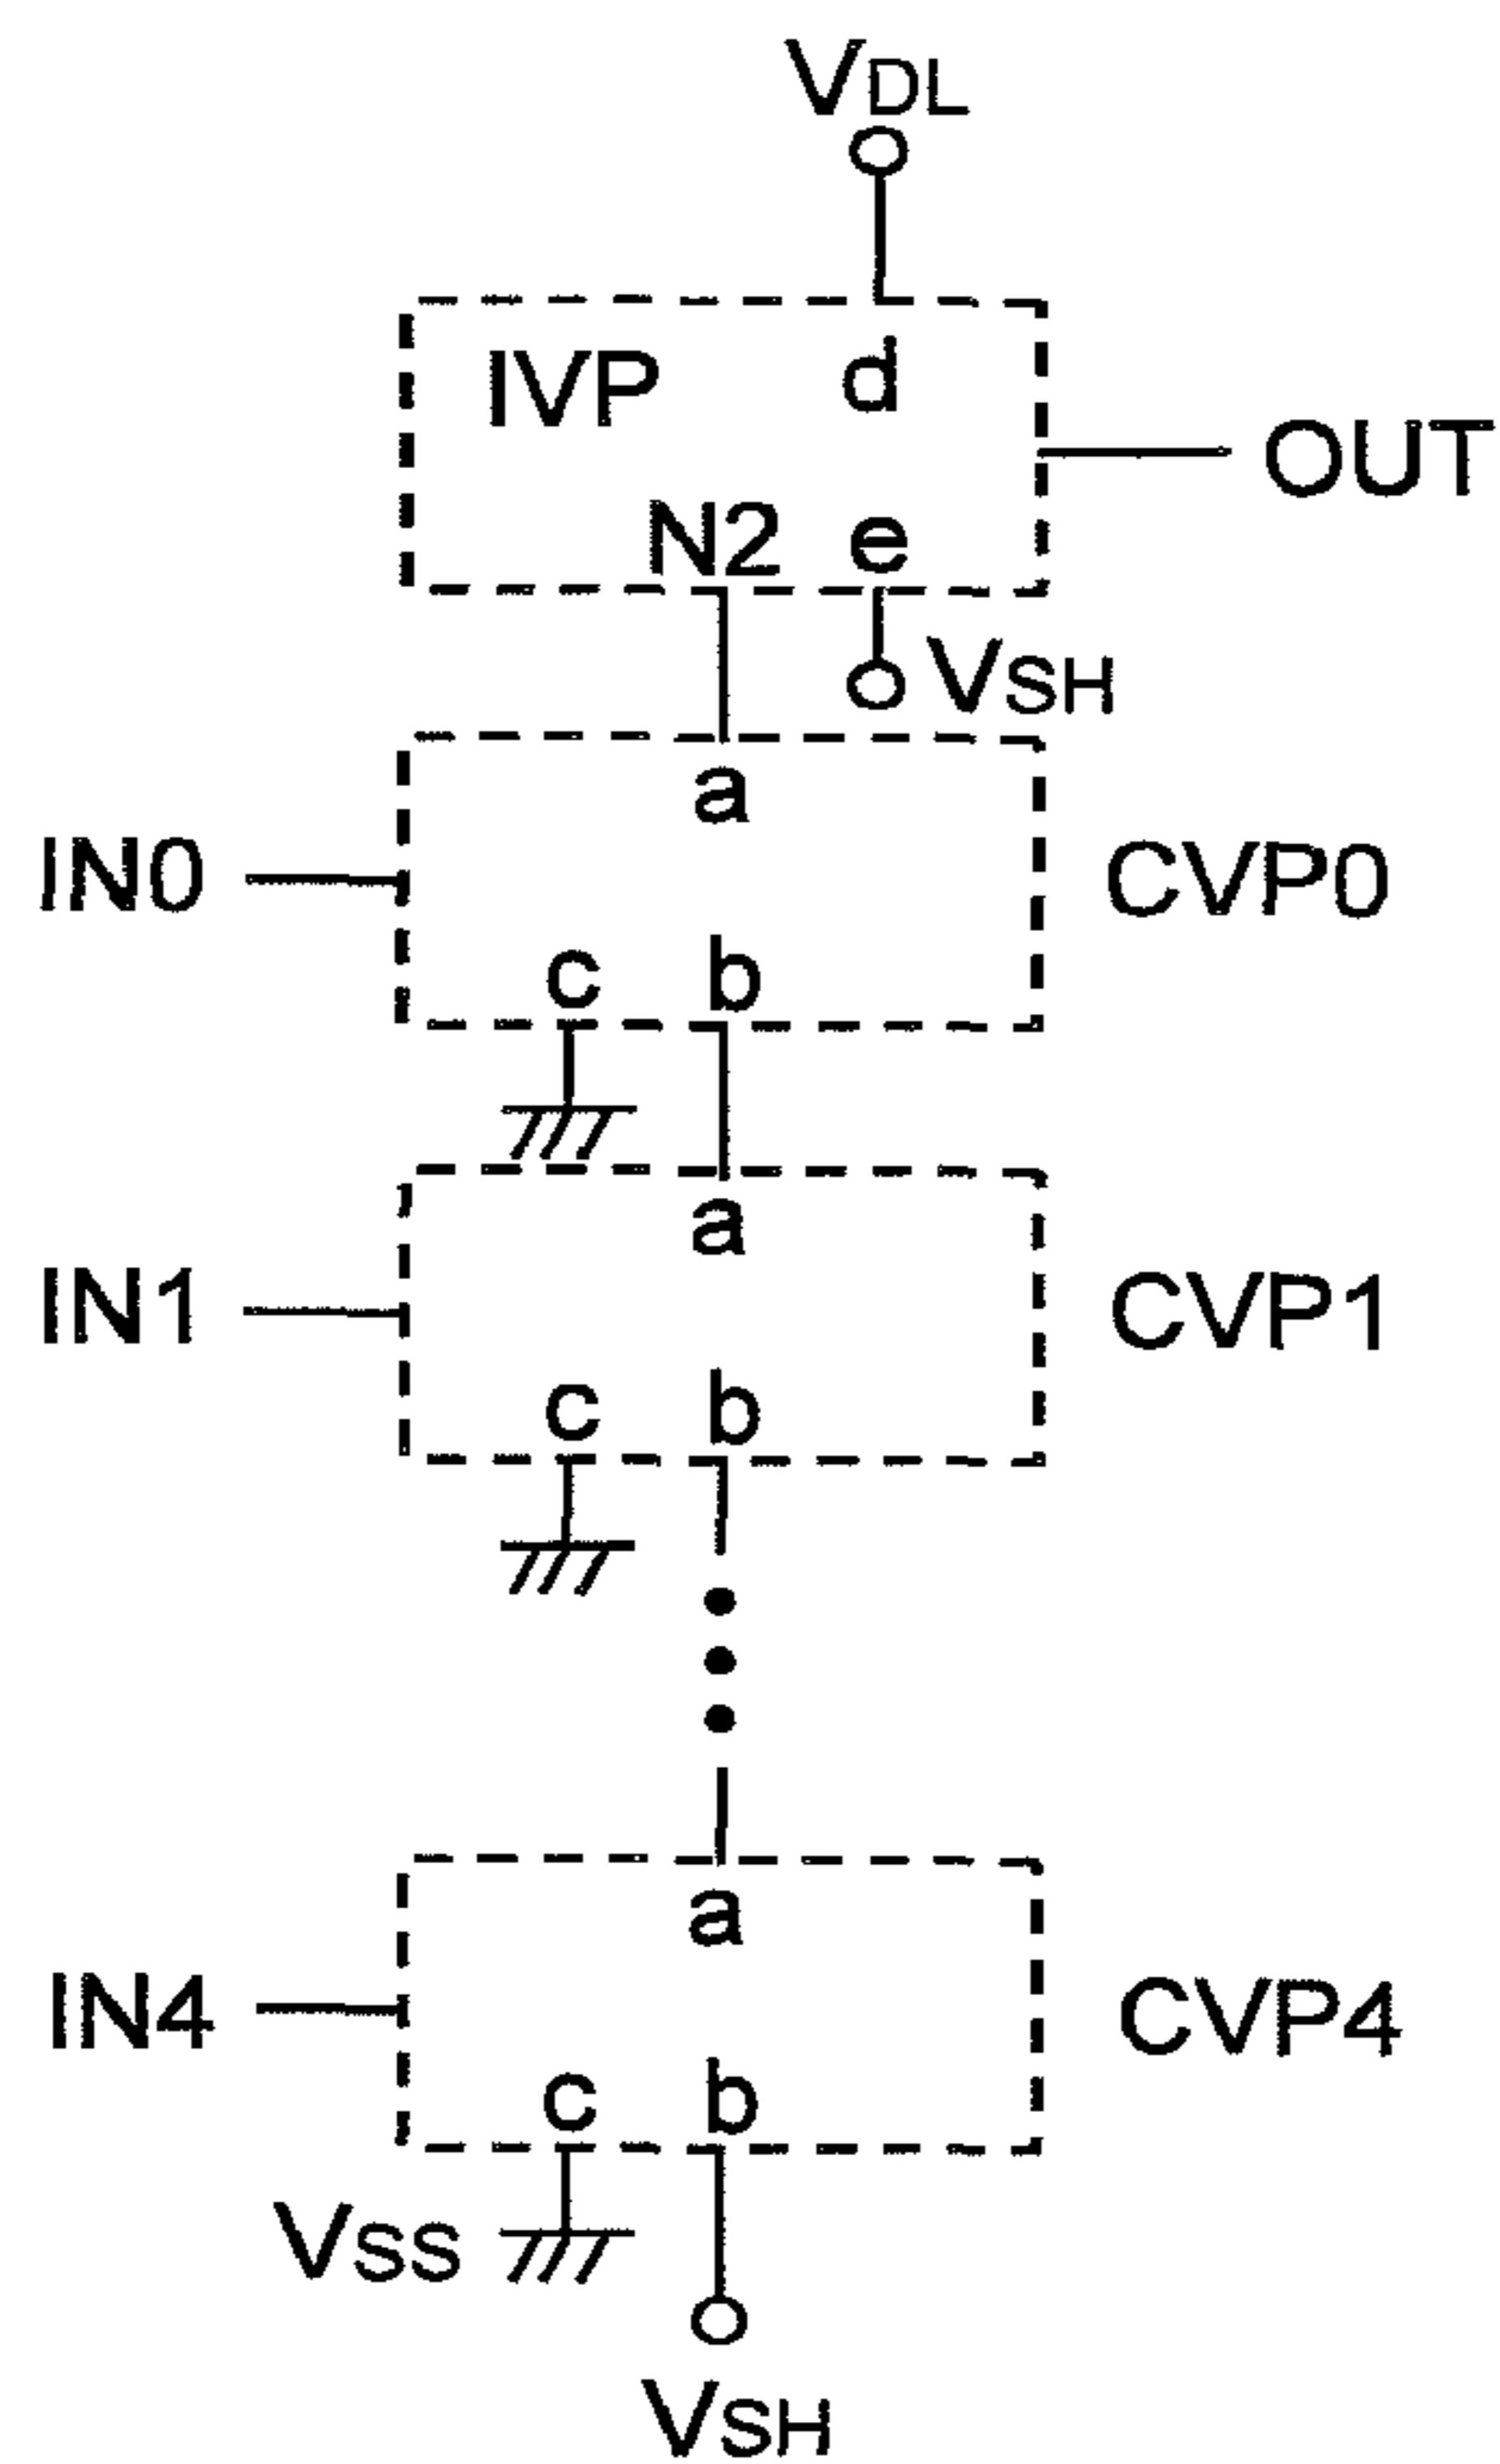 VDL
IVP d
OUT
N2 e
VSH
a
IN0
CVP0
c b
a
IN1
CVP1
c b
a
IN4
CVP4
c b
VSS
VSH